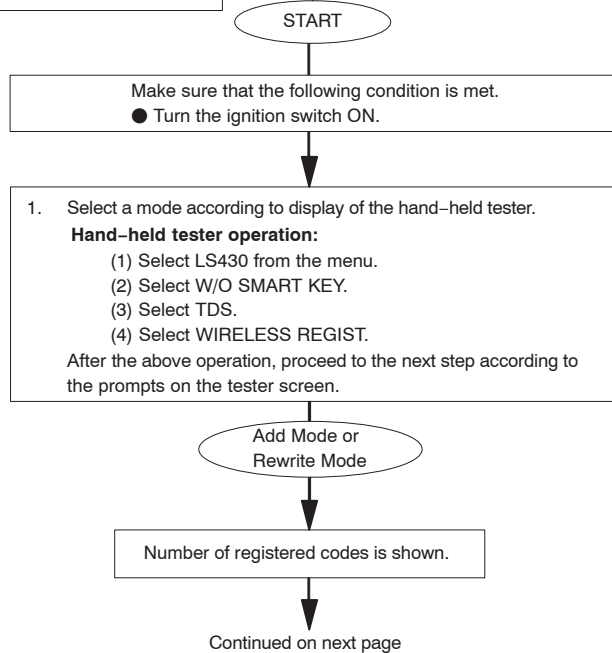 START
Make sure that the following condition is met.
● Turn the ignition switch ON.
1. Select a mode according to display of the hand−held tester.
Hand−held tester operation:
(1) Select LS430 from the menu.
(2) Select W/O SMART KEY.
(3) Select TDS.
(4) Select WIRELESS REGIST.
After the above operation, proceed to the next step according to
the prompts on the tester screen.
Add Mode or
Rewrite Mode
Number of registered codes is shown.
Continued on next page